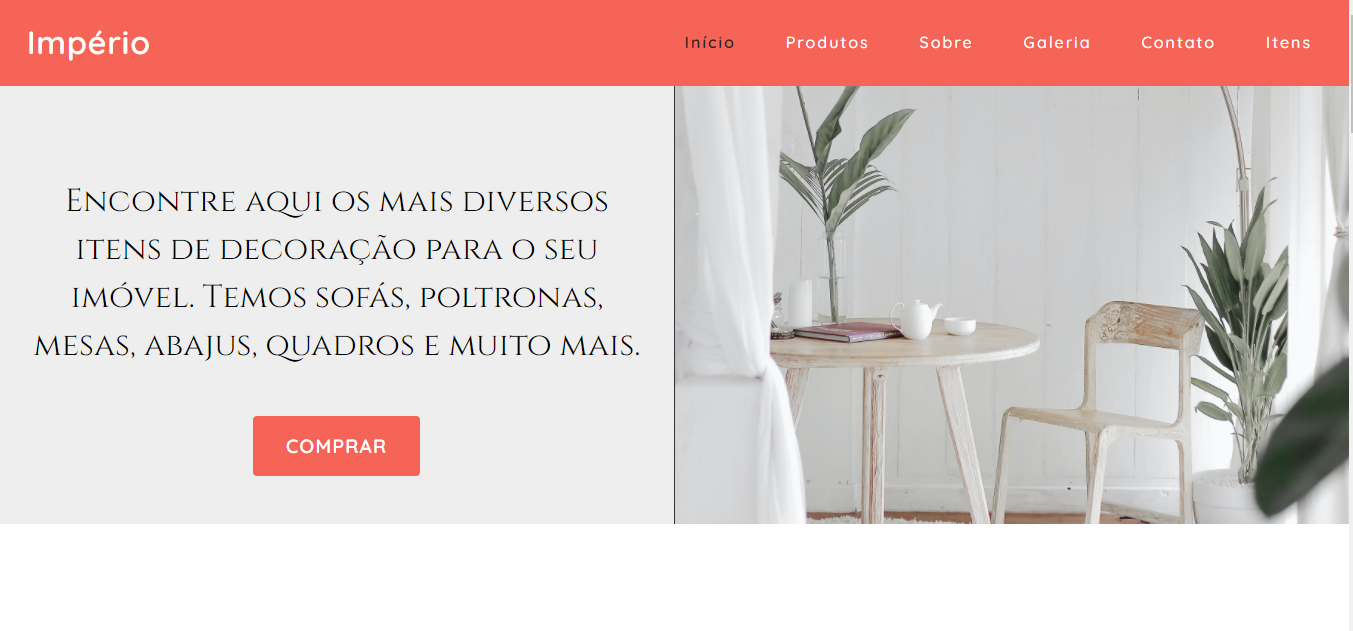 Império
Início
Produtos
Sobre
Galeria
Contato
Itens
Encontre aqui os mais diversos
itens de decoração para o seu
imóvel. Temos sofás, poltronas,
mesas, abajus, quadros e muito mais.
COMPRAR